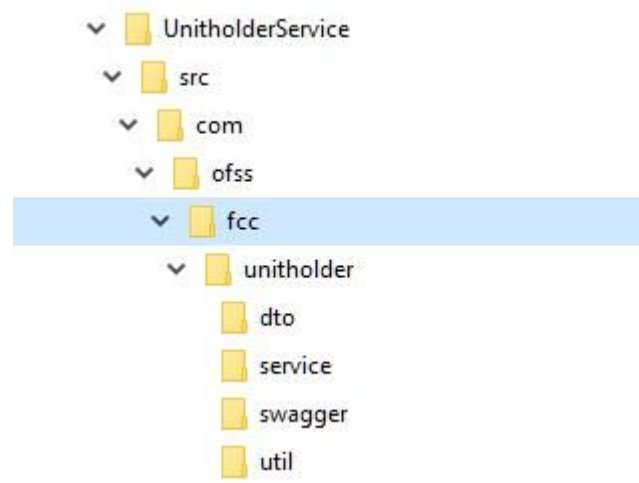 UnitholderService
src
com
ofss
fcc
unitholder
dto
service
swagger
util